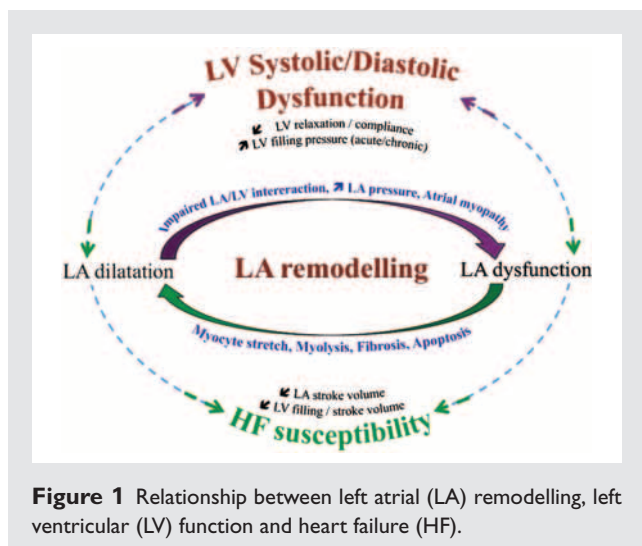 LV Systolic/Diastolic
Dysfunction
↙ LV relaxation / compliance
↗ LV filling pressure (acute/chronic)
Impaired LA/LV intereraction, ↗ LA pressure, Atrial myopathy
LA dilatation
LA remodelling
LA dysfunction
Myocyte stretch, Myolysis, Fibrosis, Apoptosis
↙ LA stroke volume
↙ LV filling / stroke volume
HF susceptibility
Figure 1 Relationship between left atrial (LA) remodelling, left
ventricular (LV) function and heart failure (HF).